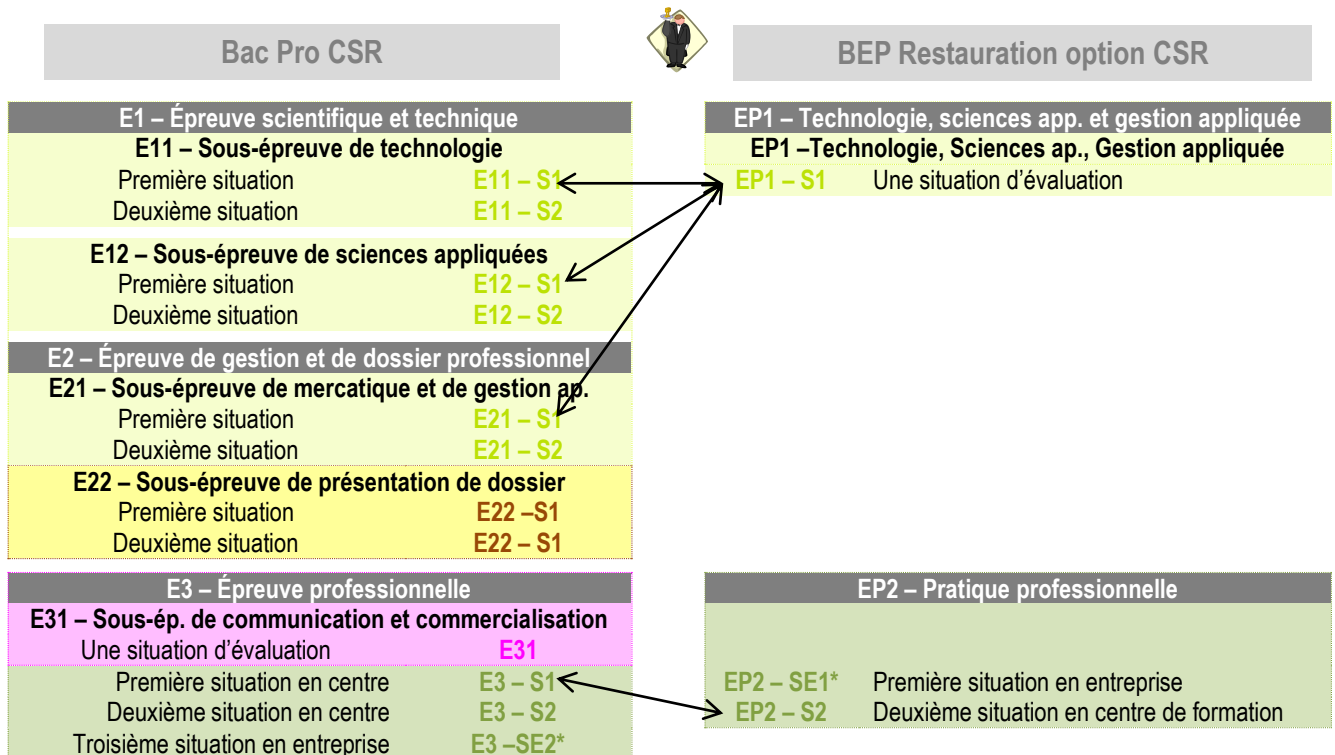 Bac Pro CSR
BEP Restauration option CSR
E1 – Épreuve scientifique et technique
E11 – Sous-épreuve de technologie
Première situation E11 – S1
Deuxième situation E11 – S2
E12 – Sous-épreuve de sciences appliquées
Première situation E12 – S1
Deuxième situation E12 – S2
E2 – Épreuve de gestion et de dossier professionnel
E21 – Sous-épreuve de mercatique et de gestion ap.
Première situation E21 – S1
Deuxième situation E21 – S2
E22 – Sous-épreuve de présentation de dossier
Première situation E22 –S1
Deuxième situation E22 – S1
E3 – Épreuve professionnelle
E31 – Sous-ép. de communication et commercialisation
Une situation d'évaluation E31
Première situation en centre E3 – S1
Deuxième situation en centre E3 – S2
Troisième situation en entreprise E3 –SE2*
EP1 – Technologie, sciences app. et gestion appliquée
EP1 –Technologie, Sciences ap., Gestion appliquée
EP1 – S1 Une situation d'évaluation
EP2 – Pratique professionnelle
EP2 – SE1* Première situation en entreprise
EP2 – S2 Deuxième situation en centre de formation